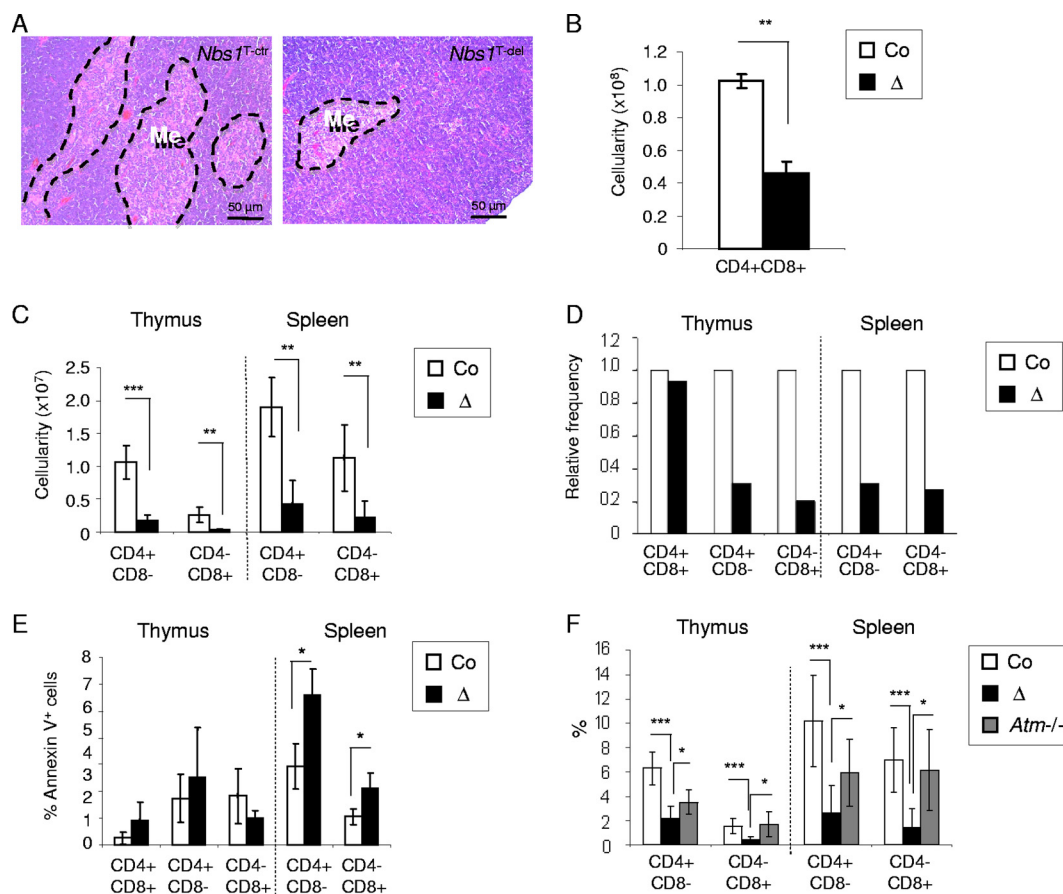 A
Nbs1T-ctr
Nbs1T-del
Me
Me
50 µm
50 µm
B
Cellularity (x10⁸)
1.2
1.0
0.8
0.6
0.4
0.2
0
**
CD4+CD8+
Co
Δ
C
Thymus
Spleen
Cellularity (x10⁷)
2.5
2.0
1.5
1.0
0.5
0
***
**
**
**
CD4+ CD4- CD4+ CD4-
CD8- CD8+ CD8- CD8+
Co
Δ
D
Thymus
Spleen
Relative frequency
12
1.0
0.8
0.6
0.4
02
0
CD4+ CD4+ CD4- CD4+ CD4-
CD8+ CD8- CD8+ CD8- CD8+
Co
Δ
E
Thymus
Spleen
% Annexin V⁺ cells
8
7
6
5
4
3
2
1
0
*
*
CD4+ CD4+ CD4- CD4+ CD4-
CD8+ CD8- CD8+ CD8- CD8+
Co
Δ
F
Thymus
Spleen
%
16
14
12
10
8
6
4
2
0
***
*
***
*
***
*
***
*
CD4+ CD4- CD4+ CD4-
CD8- CD8+ CD8- CD8+
Co
Δ
Atm-/-